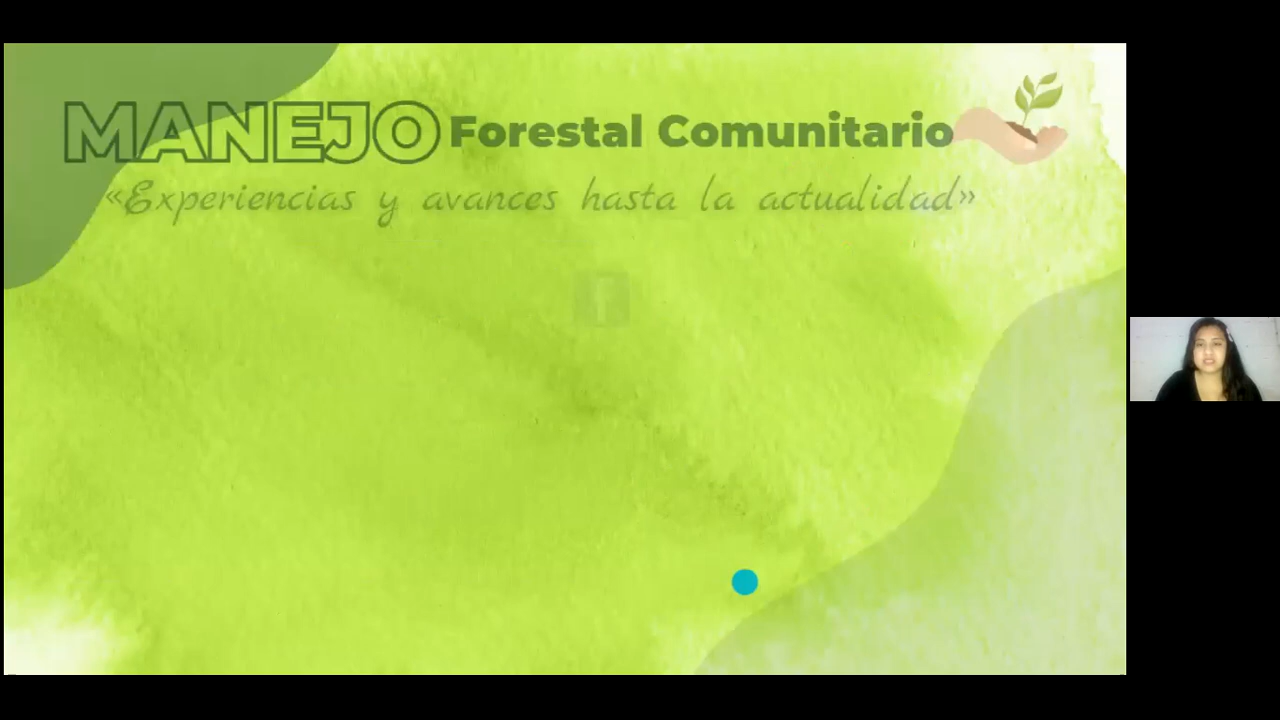 MANEJO Forestal Comunitario
«Experiencias y avances hasta la actualidad»
f